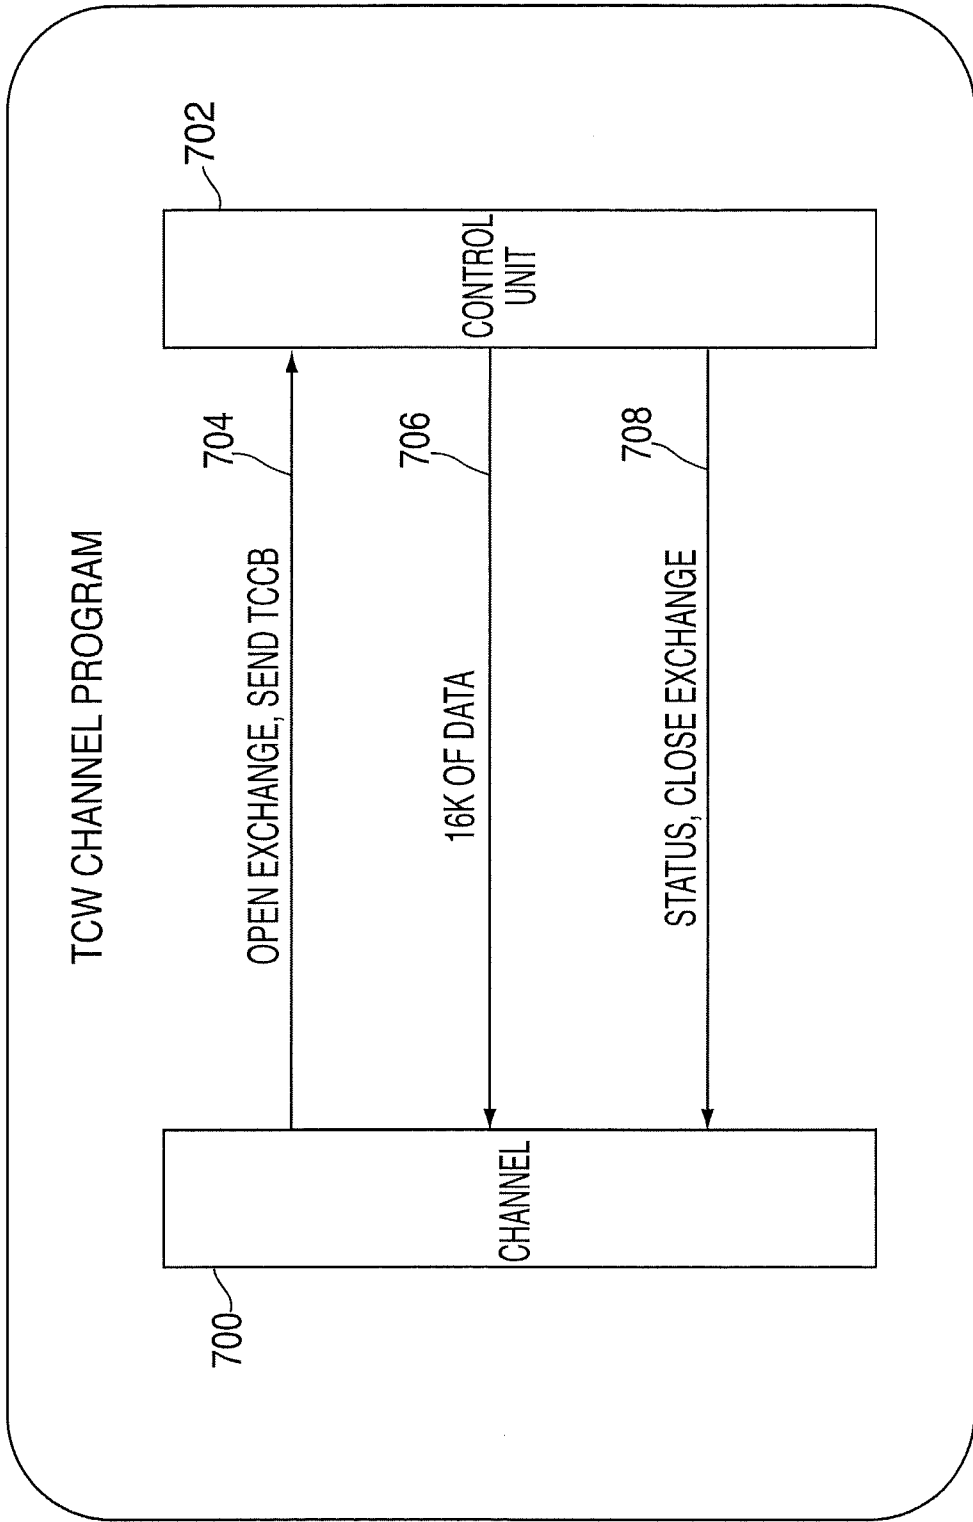 TCW CHANNEL PROGRAM
700
702
CHANNEL
CONTROL
UNIT
OPEN EXCHANGE, SEND TCCB
704
16K OF DATA
706
STATUS, CLOSE EXCHANGE
708